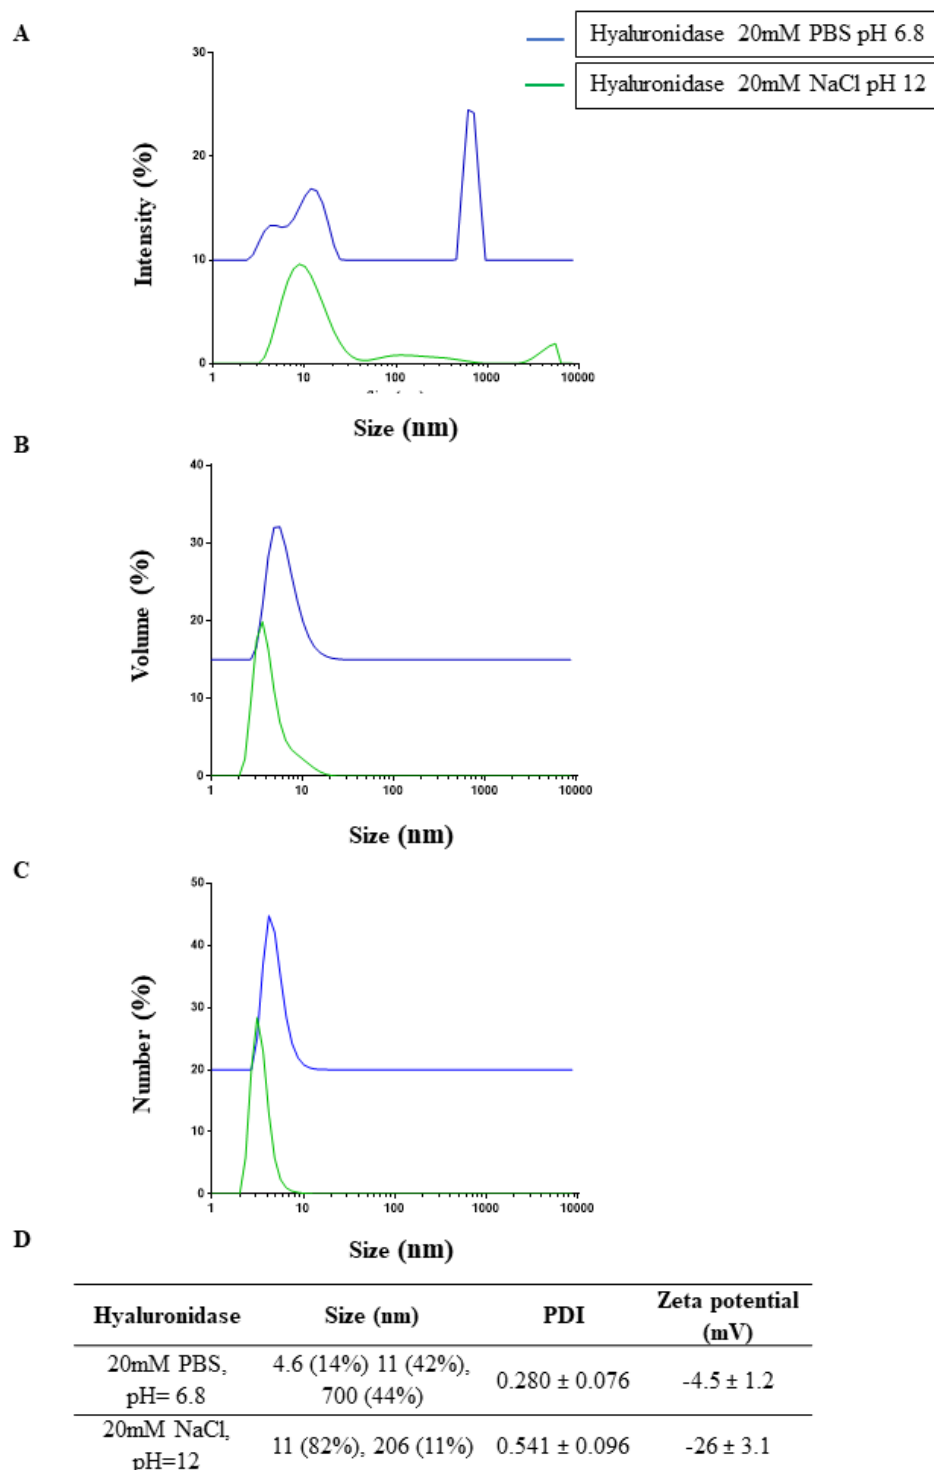 A
Hyaluronidase 20mM PBS pH 6.8
Hyaluronidase 20mM NaCl pH 12
Intensity (%)
30
20
10
0
1 10 100 1000 10000
Size (nm)
B
Volume (%)
40
30
20
10
0
1 10 100 1000 10000
Size (nm)
C
Number (%)
50
40
30
20
10
0
1 10 100 1000 10000
Size (nm)
D
Hyaluronidase Size (nm) PDI Zeta potential (mV)
20mM PBS, pH= 6.8 4.6 (14%) 11 (42%), 700 (44%) 0.280 ± 0.076 -4.5 ± 1.2
20mM NaCl, pH=12 11 (82%), 206 (11%) 0.541 ± 0.096 -26 ± 3.1